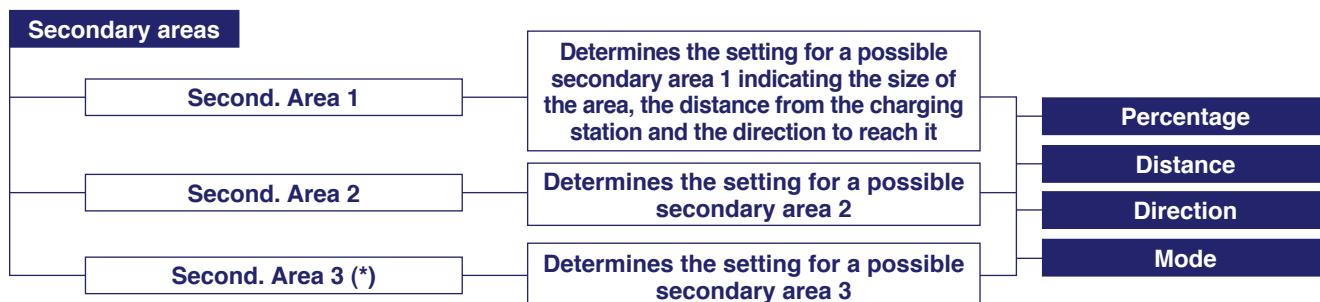 Secondary areas
Second. Area 1
Determines the setting for a possible
secondary area 1 indicating the size of
the area, the distance from the charging
station and the direction to reach it
Second. Area 2
Determines the setting for a possible
secondary area 2
Second. Area 3 (*)
Determines the setting for a possible
secondary area 3
Percentage
Distance
Direction
Mode